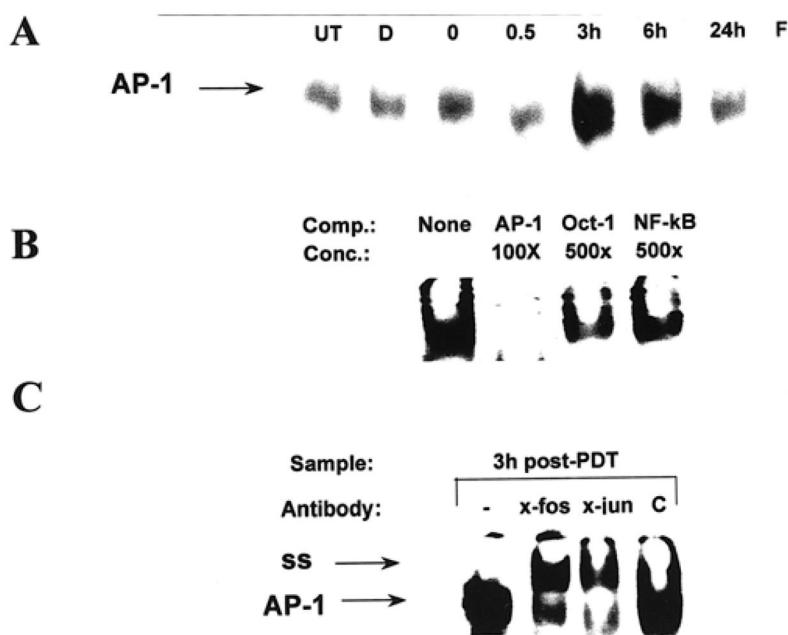 A
UT D 0 0.5 3h 6h 24h F
AP-1
B
Comp.: None AP-1 Oct-1 NF-kB
Conc.: 100X 500x 500x
C
Sample: 3h post-PDT
Antibody: - x-fos x-jun C
ss
AP-1